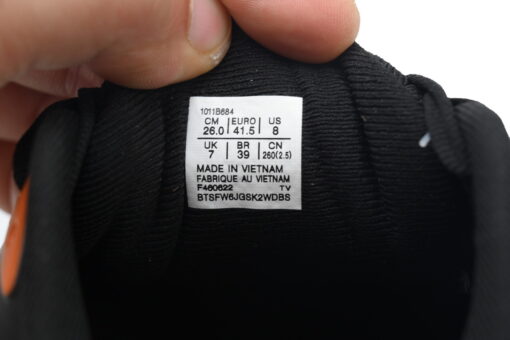 1011B684
CM EURO US
26.0 41.5 8
UK BR CN
7 39 260(2.5)
MADE IN VIETNAM
FABRIQUE AU VIETNAM
F460622 TV
BTSFW6JGSK2WDBS